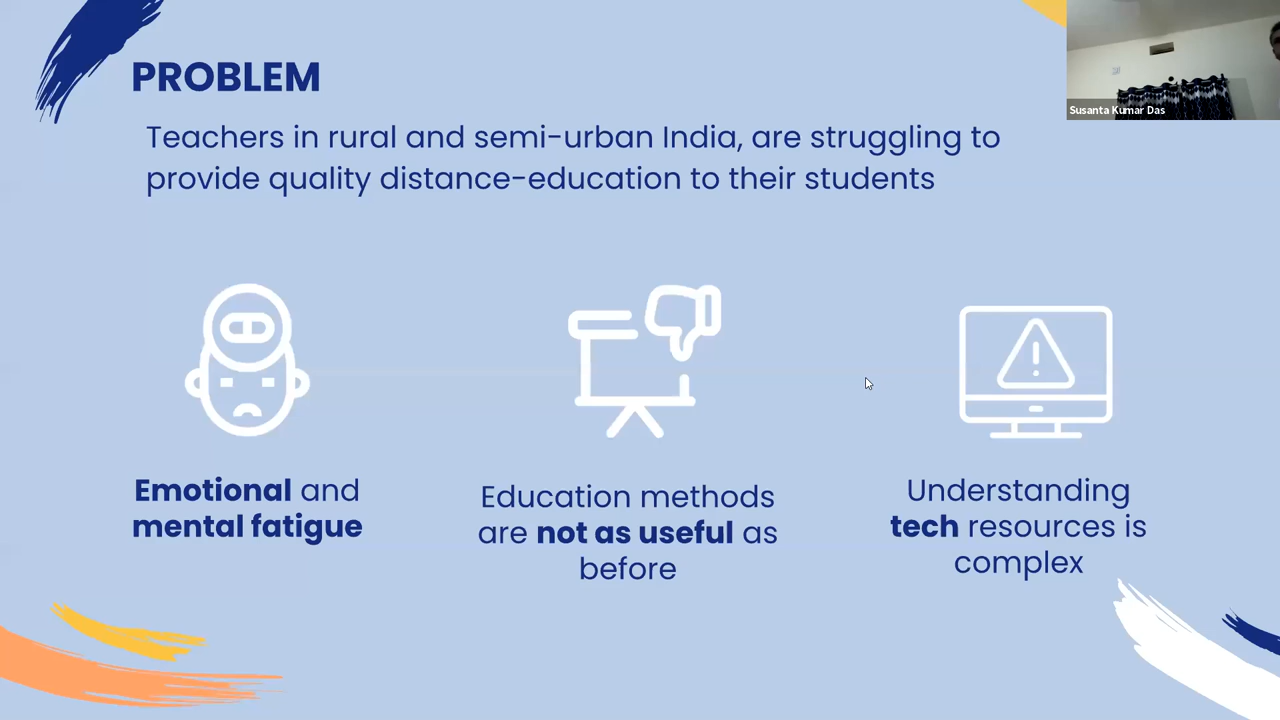 PROBLEM
Teachers in rural and semi-urban India, are struggling to
provide quality distance-education to their students
Emotional and
mental fatigue
Education methods
are not as useful as
before
Understanding
tech resources is
complex
Susanta Kumar Das